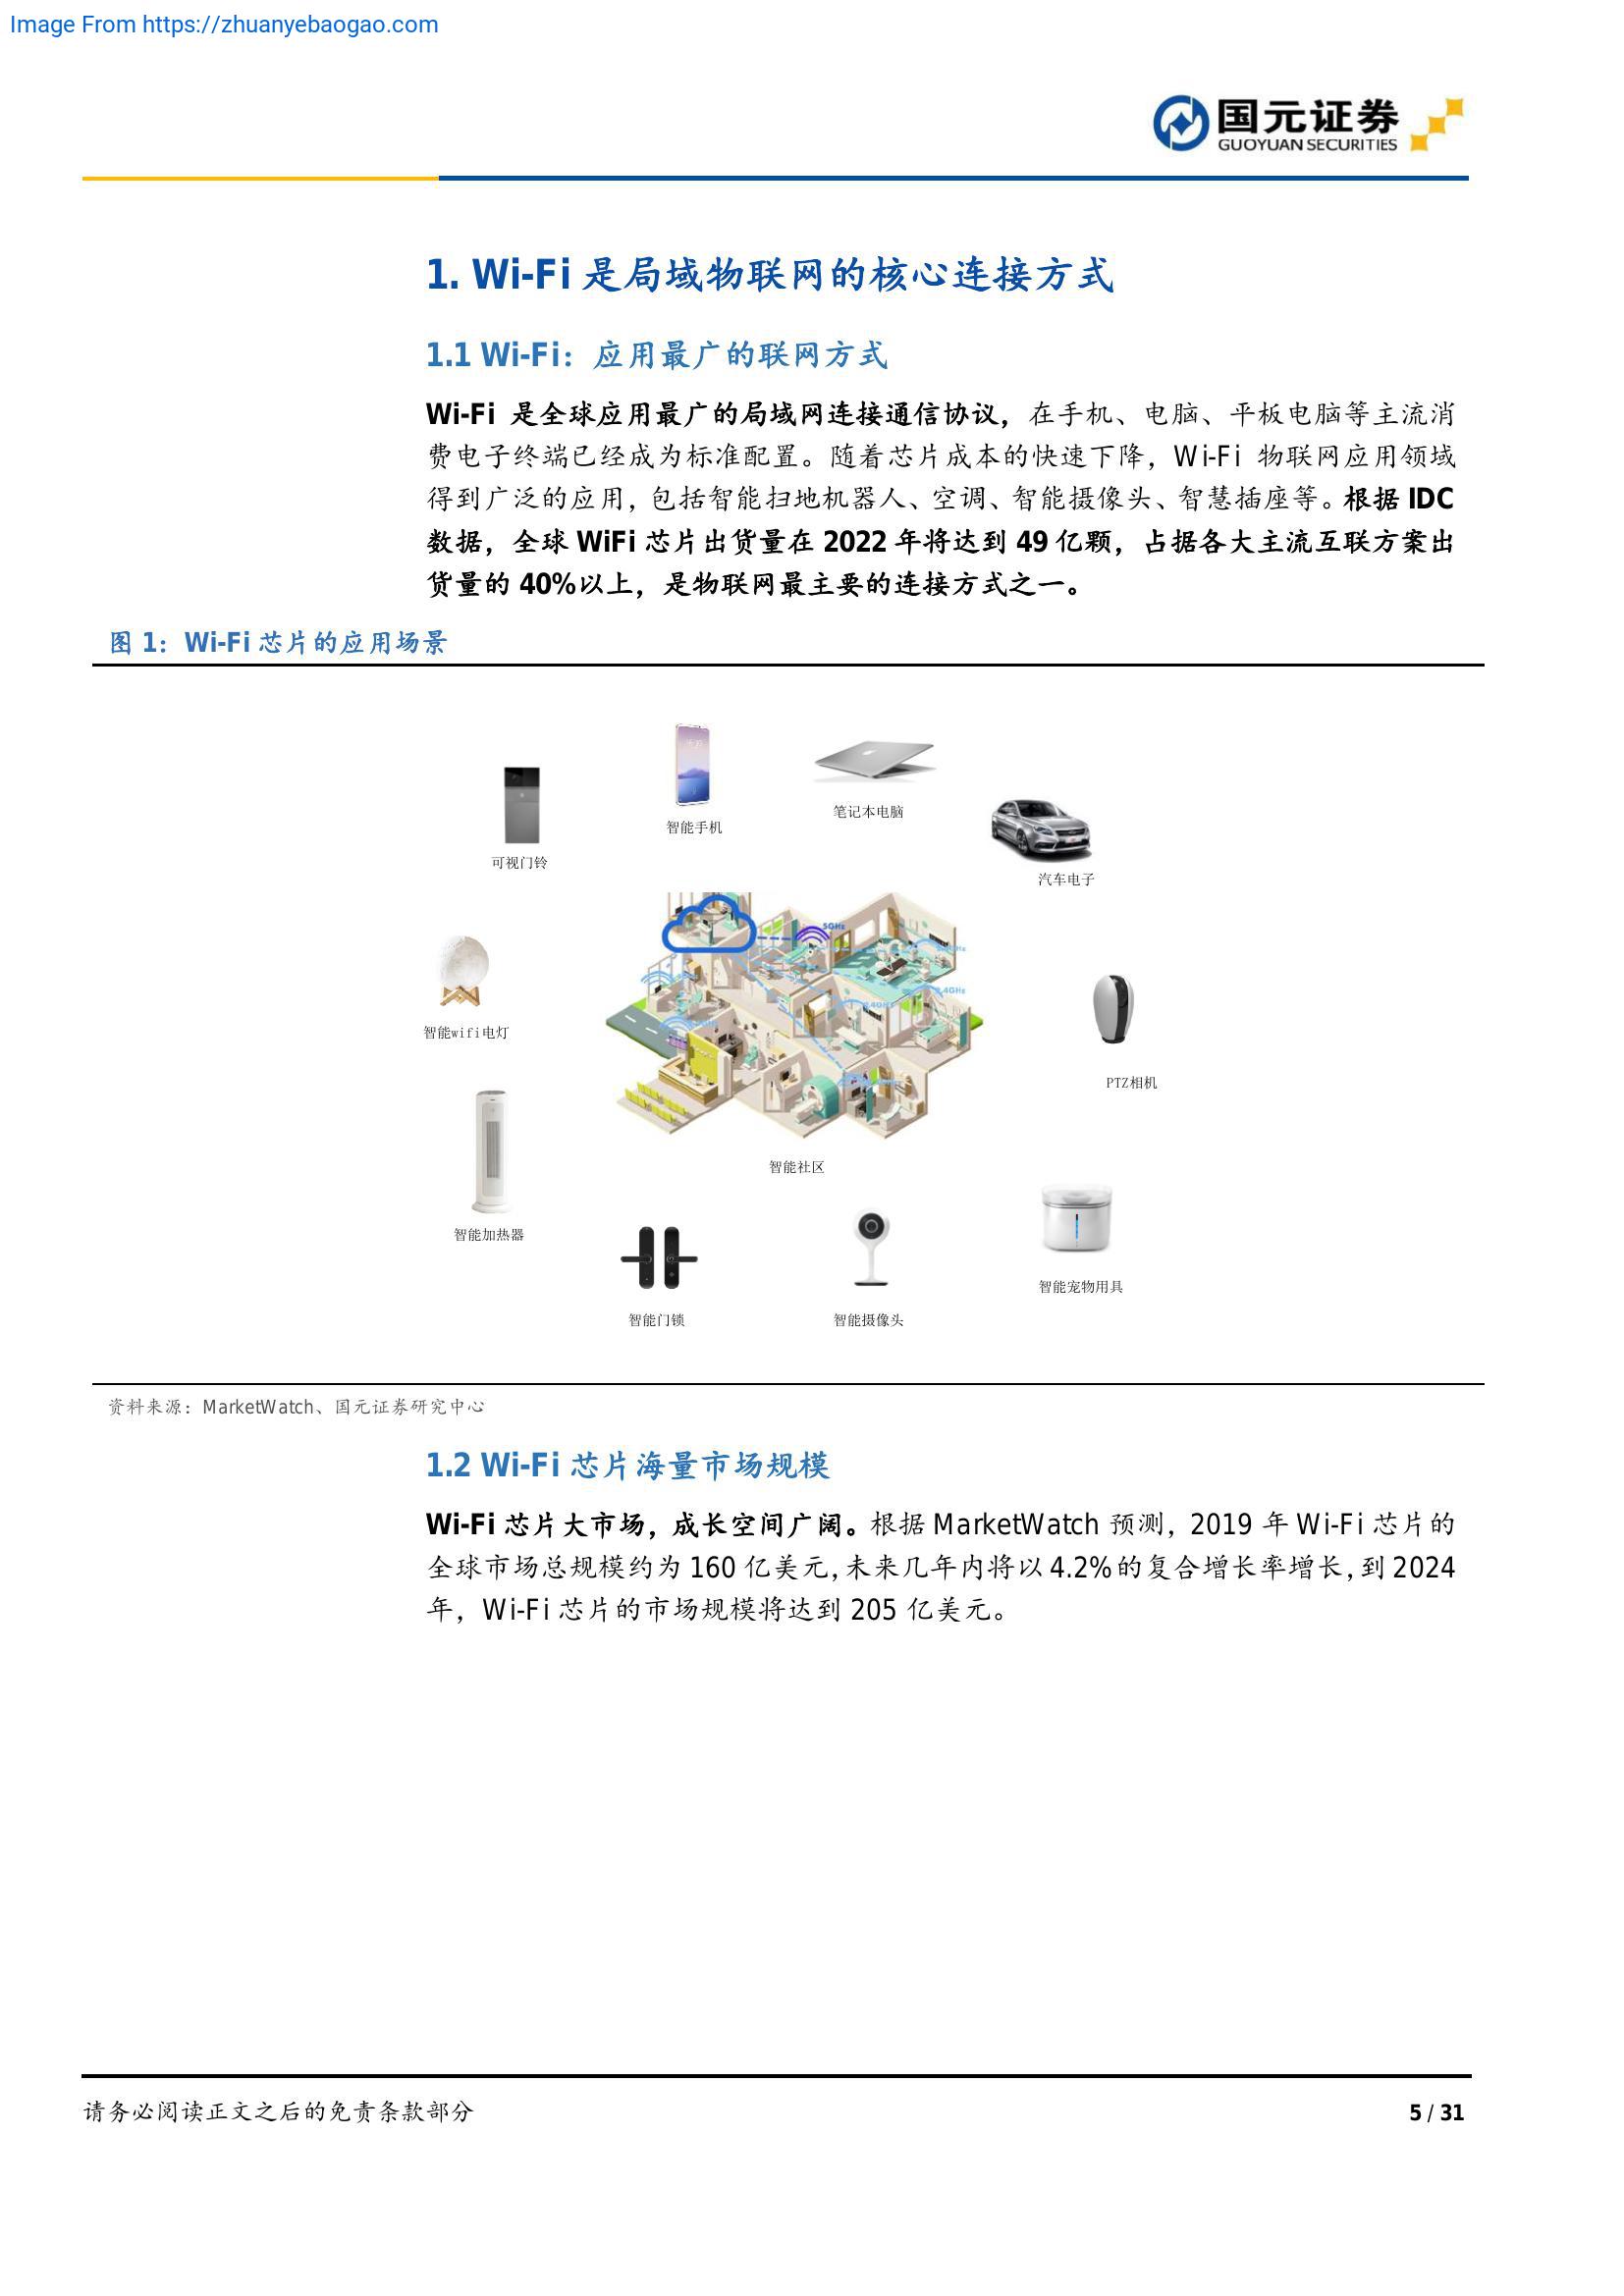 Image From https://zhuanyebaogao.com
国元证券
GUOYUAN SECURITIES
1. Wi-Fi 是局域物联网的核心连接方式
1.1 Wi-Fi：应用最广的联网方式
Wi-Fi 是全球应用最广的局域网连接通信协议，在手机、电脑、平板电脑等主流消
费电子终端已经成为标准配置。随着芯片成本的快速下降，Wi-Fi 物联网应用领域
得到广泛的应用，包括智能扫地机器人、空调、智能摄像头、智慧插座等。根据 IDC
数据，全球 WiFi 芯片出货量在 2022 年将达到 49 亿颗，占据各大主流互联方案出
货量的 40%以上，是物联网最主要的连接方式之一。
图 1：Wi-Fi 芯片的应用场景
智能手机
笔记本电脑
可视门铃
汽车电子
5GHz
2.4GHz
2.4GHz
智能wifi电灯
PTZ相机
智能社区
智能加热器
智能宠物用具
智能门锁
智能摄像头
资料来源：MarketWatch、国元证券研究中心
1.2 Wi-Fi 芯片海量市场规模
Wi-Fi 芯片大市场，成长空间广阔。根据 MarketWatch 预测，2019 年 Wi-Fi 芯片的
全球市场总规模约为 160 亿美元，未来几年内将以 4.2%的复合增长率增长，到 2024
年，Wi-Fi 芯片的市场规模将达到 205 亿美元。
请务必阅读正文之后的免责条款部分
5 / 31